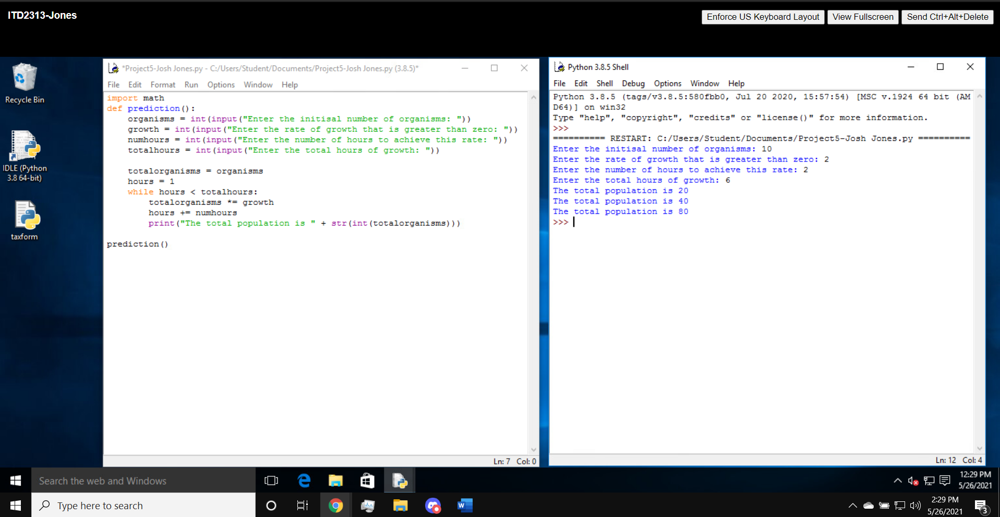 ITD2313-Jones
Enforce US Keyboard Layout
View Fullscreen
Send Ctrl+Alt+Delete
Recycle Bin
IDLE (Python
3.8 64-bit)
taxform
*Project5-Josh Jones.py - C:/Users/Student/Documents/Project5-Josh Jones.py (3.8.5)*
File Edit Format Run Options Window Help
import math
def prediction():
    organisms = int(input("Enter the initisal number of organisms: "))
    growth = int(input("Enter the rate of growth that is greater than zero: "))
    numhours = int(input("Enter the number of hours to achieve this rate: "))
    totalhours = int(input("Enter the total hours of growth: "))
    totalorganisms = organisms
    hours = 1
    while hours < totalhours:
        totalorganisms *= growth
        hours += numhours
        print("The total population is " + str(int(totalorganisms)))
prediction()
Ln: 7 Col: 0
Python 3.8.5 Shell
File Edit Shell Debug Options Window Help
Python 3.8.5 (tags/v3.8.5:580fbb0, Jul 20 2020, 15:57:54) [MSC v.1924 64 bit (AM
D64)] on win32
Type "help", "copyright", "credits" or "license()" for more information.
>>>
========== RESTART: C:/Users/Student/Documents/Project5-Josh Jones.py ==========
Enter the initisal number of organisms: 10
Enter the rate of growth that is greater than zero: 2
Enter the number of hours to achieve this rate: 2
Enter the total hours of growth: 6
The total population is 20
The total population is 40
The total population is 80
>>>
Ln: 12 Col: 4
Search the web and Windows
12:29 PM
5/26/2021
Type here to search
2:29 PM
5/26/2021
3